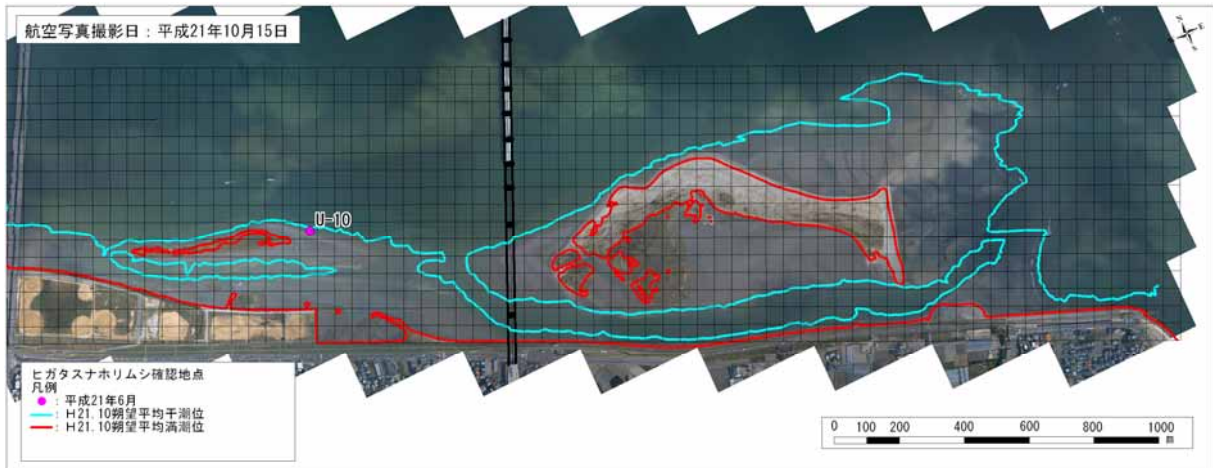 航空写真撮影日：平成21年10月15日
N
E
U-10
ヒガタスナホリムシ確認地点
凡例
：平成21年6月
：H21.10朔望平均干潮位
：H21.10朔望平均満潮位
0 100 200 400 600 800 1000